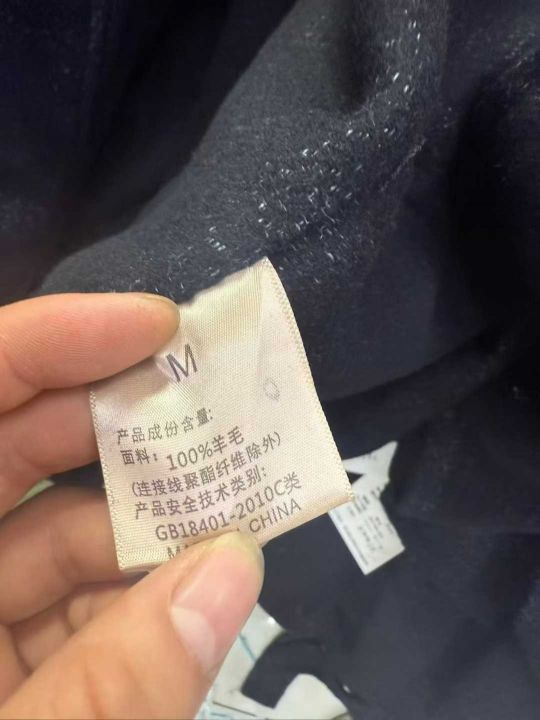 M
产品成份含量:
面料: 100%羊毛
(连接线聚酯纤维除外)
产品安全技术类别:
GB18401-2010C类
CHINA